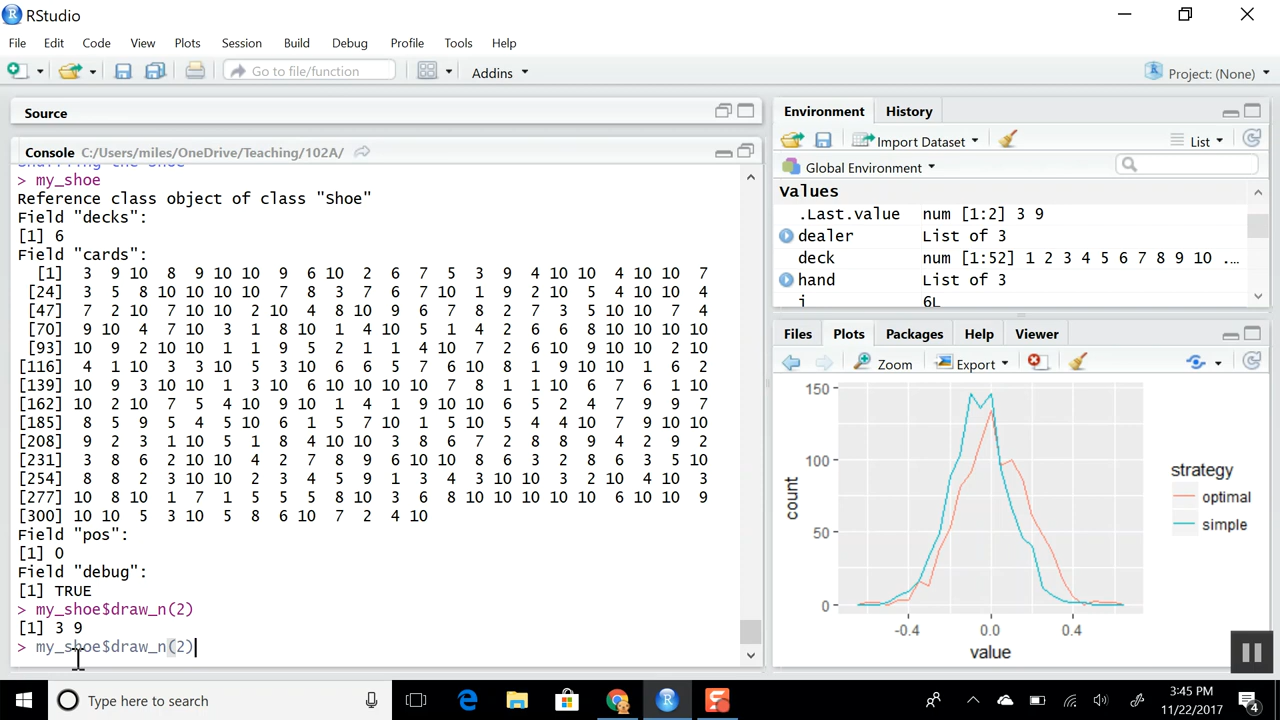 RStudio
File Edit Code View Plots Session Build Debug Profile Tools Help
Go to file/function Addins Project: (None)
Source
Console C:/Users/miles/OneDrive/Teaching/102A/
> my_shoe
Reference class object of class "Shoe"
Field "decks":
[1] 6
Field "cards":
[1] 3 9 10 8 9 10 10 9 6 10 2 6 7 5 3 9 4 10 10 4 10 10 7
[24] 7 5 8 10 10 10 10 7 8 3 7 6 7 10 1 9 2 10 5 4 10 10 4
[47] 7 2 10 7 10 10 2 10 4 8 10 9 6 7 8 2 7 3 5 10 10 7 4
[70] 9 10 4 7 10 3 1 8 10 1 4 10 5 1 4 2 6 6 8 10 10 10 10
[93] 10 9 2 10 10 1 1 9 5 2 1 1 4 10 7 2 6 10 9 10 10 2 10
[116] 4 1 10 7 3 10 5 3 10 6 6 5 7 6 10 8 1 9 10 10 1 6 2
[139] 10 9 3 10 10 1 3 10 6 10 10 10 10 7 8 1 1 10 6 7 6 1 10
[162] 10 2 10 7 5 4 10 9 10 1 4 1 9 10 10 6 5 2 4 7 9 9 7
[185] 8 5 9 5 4 5 10 6 1 5 7 10 1 5 10 5 4 4 10 7 9 10 10
[208] 9 2 3 1 10 5 1 8 4 10 10 3 8 6 7 2 8 8 9 4 2 9 2
[231] 3 8 6 2 10 10 4 2 7 8 9 6 10 10 8 6 3 2 8 6 3 5 10
[254] 8 8 2 3 10 10 2 3 4 5 9 1 3 4 3 10 10 3 2 10 4 10 3
[277] 10 8 10 1 7 1 5 5 5 8 10 3 6 8 10 10 10 10 10 6 10 10 9
[300] 10 10 5 3 10 5 8 6 10 7 2 4 10
Field "pos":
[1] 0
Field "debug":
[1] TRUE
> my_shoe$draw_n(2)
[1] 3 9
> my_shoe$draw_n(2)
Environment History
Import Dataset List
Global Environment
Values
.Last.value num [1:2] 3 9
dealer List of 3
deck num [1:52] 1 2 3 4 5 6 7 8 9 10 ...
hand List of 3
i 6L
Files Plots Packages Help Viewer
Zoom Export
150
100
50
0
count
-0.4 0.0 0.4
value
strategy
optimal
simple
Type here to search
3:45 PM
11/22/2017
4